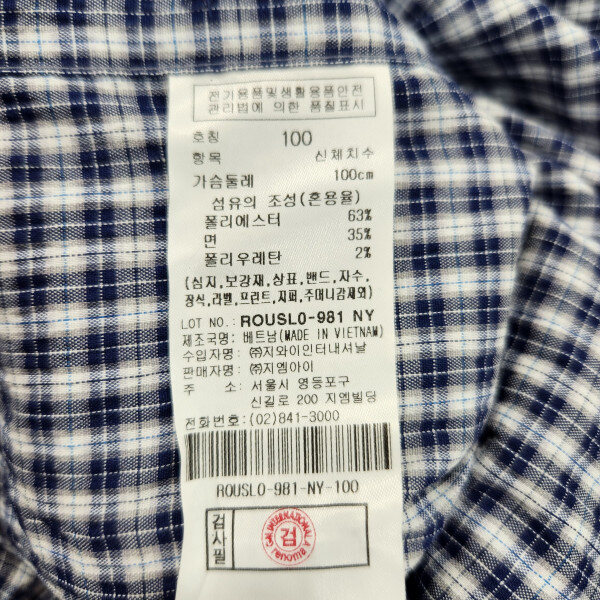 전기용품및생활용품안전
관리법에 의한 품질표시
호칭 100
항목 신체치수
가슴둘레 100cm
섬유의 조성(혼용율)
폴리에스터 63%
면 35%
폴리우레탄 2%
(심지,보강재,상표,밴드,자수,
장식,라벨,프린트,지퍼,주머니감제외)
LOT NO.: ROUSL0-981 NY
제조국명: 베트남(MADE IN VIETNAM)
수입자명: ㈜지와이인터내셔날
판매자명: ㈜지엠아이
주 소: 서울시 영등포구
신길로 200 지엠빌딩
전화번호:(02)841-3000
ROUSL0-981-NY-100
검사필
검
INTERNATIONAL
renoma